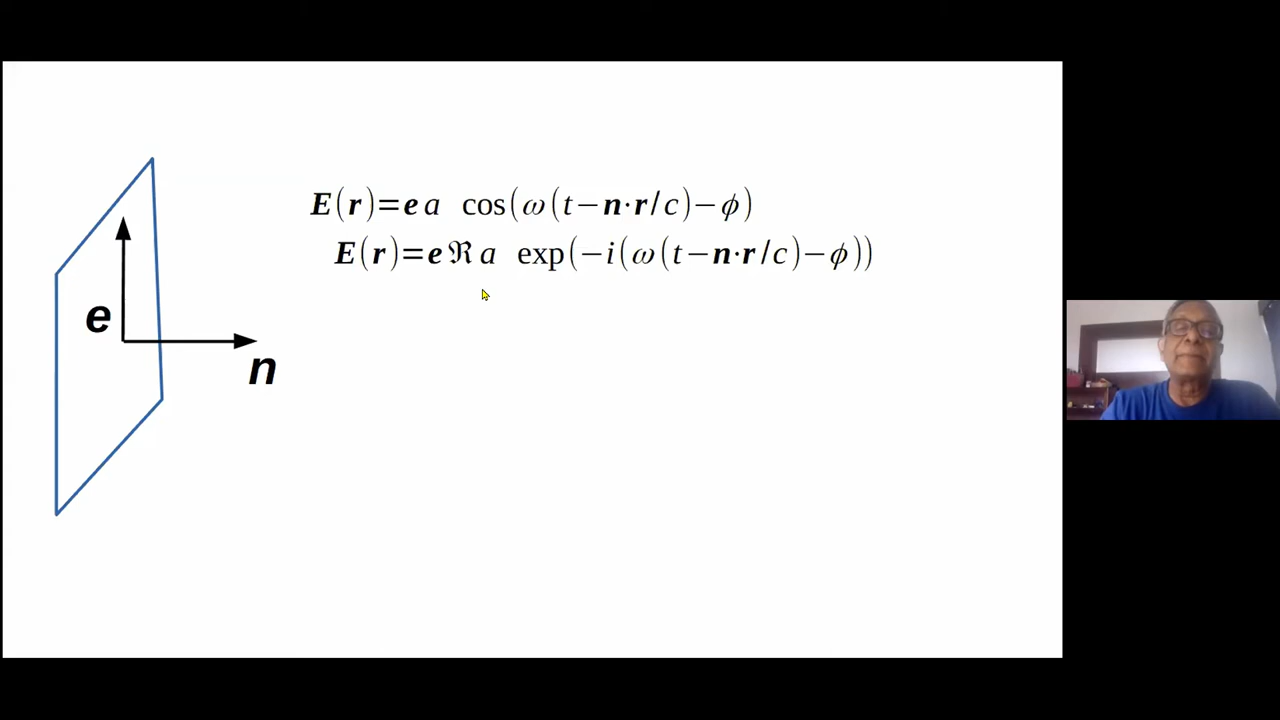 E(r)=e a cos(ω(t−n·r/c)−ϕ)
E(r)=e ℜ a exp(−i(ω(t−n·r/c)−ϕ))
e
n